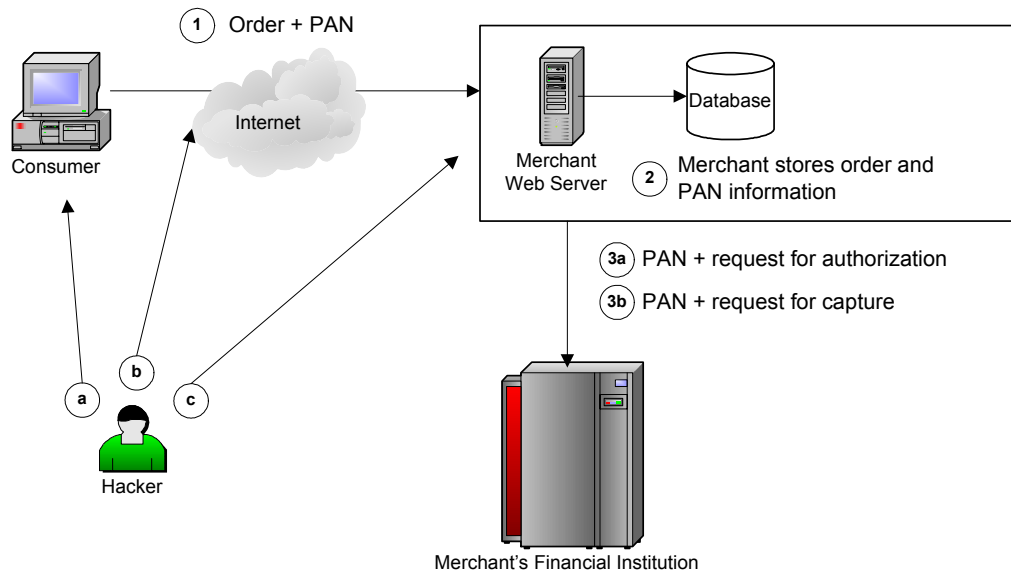 1 Order + PAN
Internet
Consumer
Database
Merchant
Web Server
2 Merchant stores order and
PAN information
3a PAN + request for authorization
3b PAN + request for capture
a
b
c
Hacker
Merchant's Financial Institution